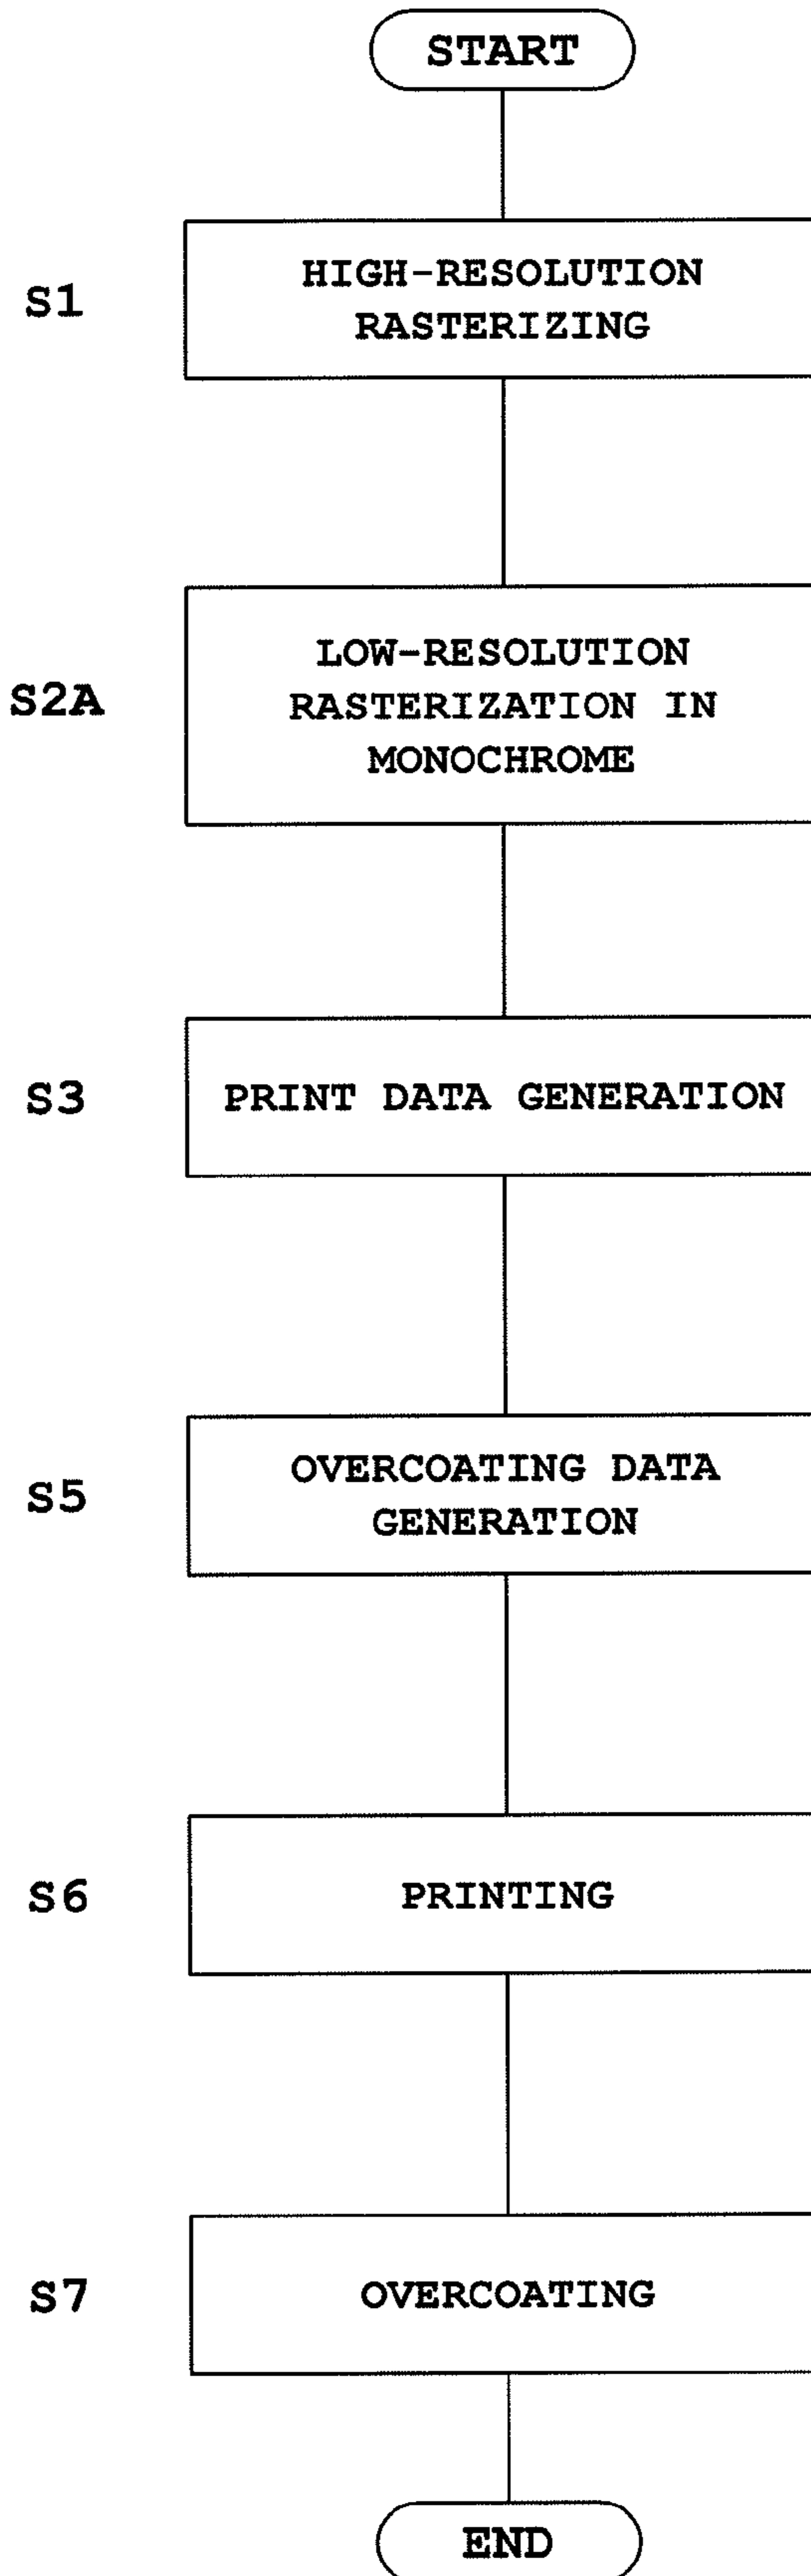 START
S1
HIGH-RESOLUTION
RASTERIZING
S2A
LOW-RESOLUTION
RASTERIZATION IN
MONOCHROME
S3
PRINT DATA GENERATION
S5
OVERCOATING DATA
GENERATION
S6
PRINTING
S7
OVERCOATING
END